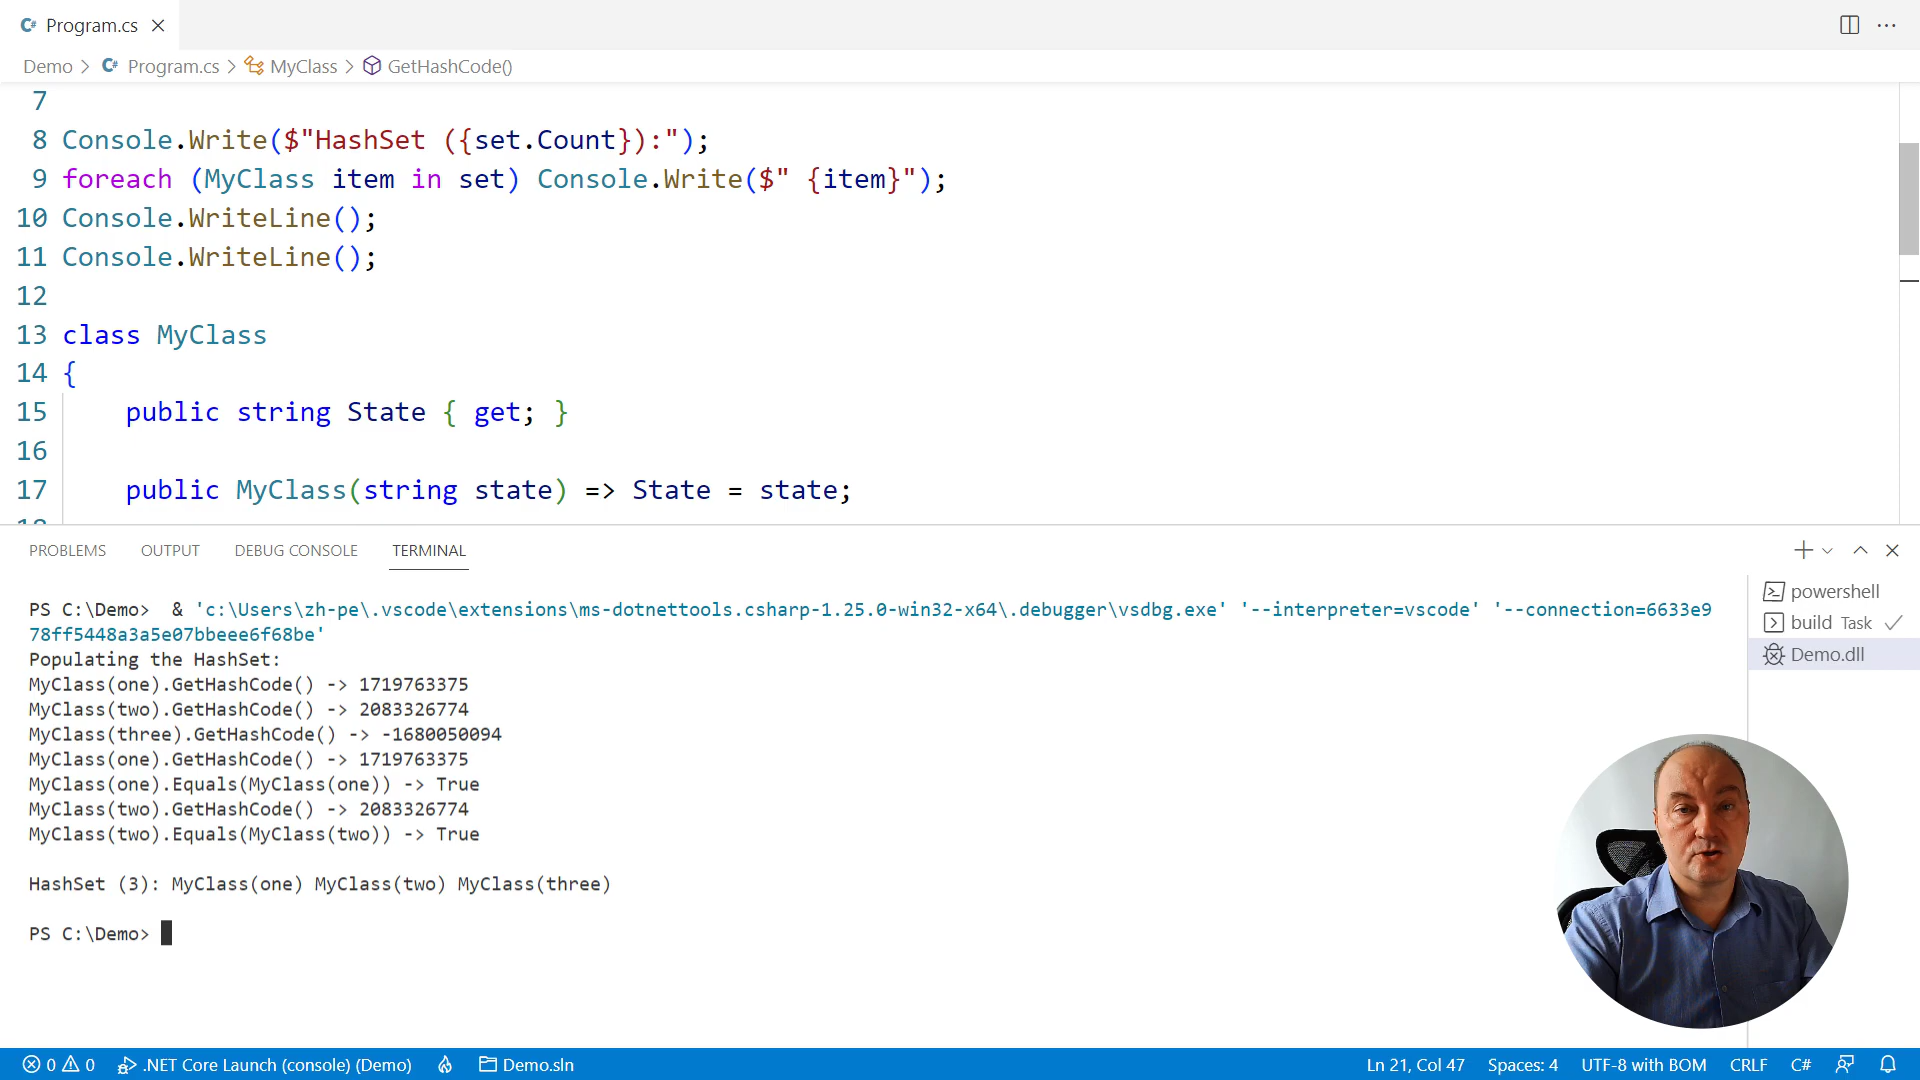 C# Program.cs
Demo > C# Program.cs > MyClass > GetHashCode()
7
8 Console.Write($"HashSet ({set.Count}):");
9 foreach (MyClass item in set) Console.Write($" {item}");
10 Console.WriteLine();
11 Console.WriteLine();
12
13 class MyClass
14 {
15 public string State { get; }
16
17 public MyClass(string state) => State = state;
PROBLEMS OUTPUT DEBUG CONSOLE TERMINAL
PS C:\Demo>  & 'c:\Users\zh-pe\.vscode\extensions\ms-dotnettools.csharp-1.25.0-win32-x64\.debugger\vsdbg.exe' '--interpreter=vscode' '--connection=6633e9
78ff5448a3a5e07bbeee6f68be'
Populating the HashSet:
MyClass(one).GetHashCode() -> 1719763375
MyClass(two).GetHashCode() -> 2083326774
MyClass(three).GetHashCode() -> -1680050094
MyClass(one).GetHashCode() -> 1719763375
MyClass(one).Equals(MyClass(one)) -> True
MyClass(two).GetHashCode() -> 2083326774
MyClass(two).Equals(MyClass(two)) -> True
HashSet (3): MyClass(one) MyClass(two) MyClass(three)
PS C:\Demo>
powershell
build Task
Demo.dll
0 0 .NET Core Launch (console) (Demo) Demo.sln Ln 21, Col 47 Spaces: 4 UTF-8 with BOM CRLF C#